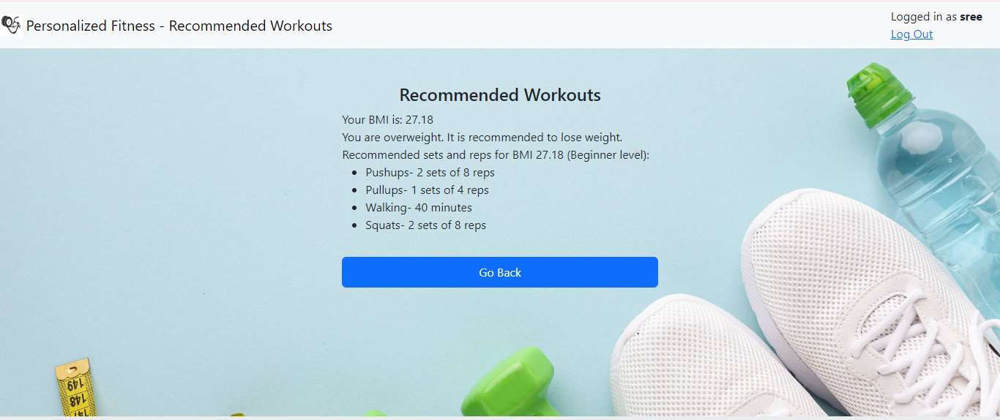 Personalized Fitness - Recommended Workouts
Logged in as sree
Log Out
Recommended Workouts
Your BMI is: 27.18
You are overweight. It is recommended to lose weight.
Recommended sets and reps for BMI 27.18 (Beginner level):
Pushups- 2 sets of 8 reps
Pullups- 1 sets of 4 reps
Walking- 40 minutes
Squats- 2 sets of 8 reps
Go Back
149
148
147